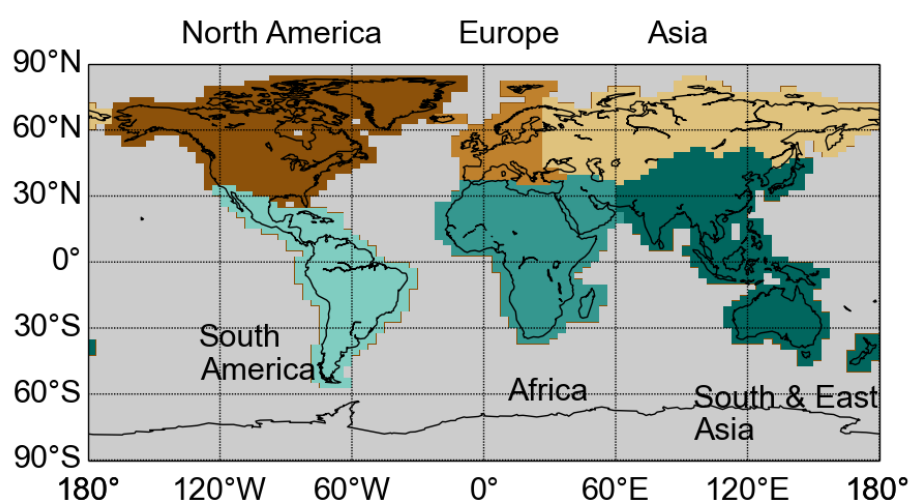 North America Europe Asia
90°N
60°N
30°N
0°
30°S
60°S
90°S
South
America
Africa
South & East
Asia
180° 120°W 60°W 0° 60°E 120°E 180°